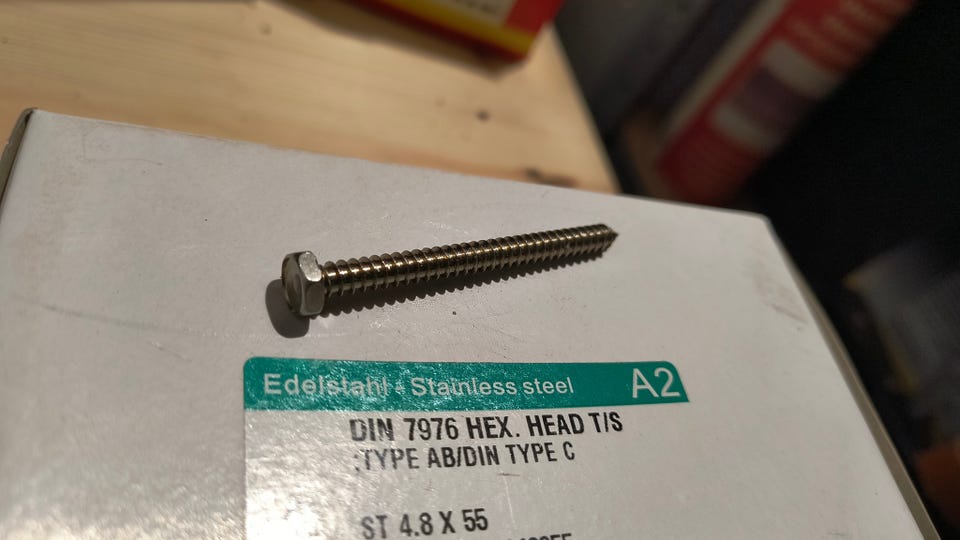 Edelstahl - Stainless steel A2
DIN 7976 HEX. HEAD T/S
TYPE AB/DIN TYPE C
ST 4.8 X 55